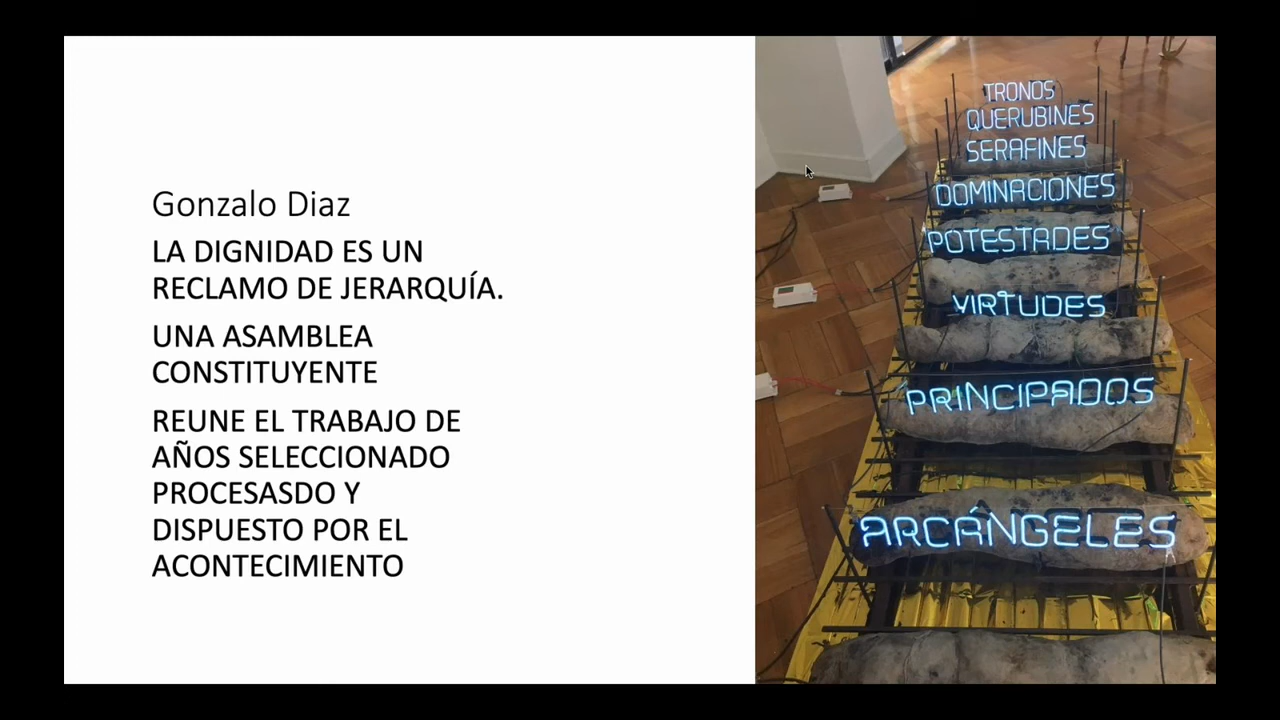 Gonzalo Diaz
LA DIGNIDAD ES UN
RECLAMO DE JERARQUÍA.
UNA ASAMBLEA
CONSTITUYENTE
REUNE EL TRABAJO DE
AÑOS SELECCIONADO
PROCESASDO Y
DISPUESTO POR EL
ACONTECIMIENTO
TRONOS
QUERUBINES
SERAFINES
DOMINACIONES
POTESTADES
VIRTUDES
PRINCIPADOS
ARCÁNGELES